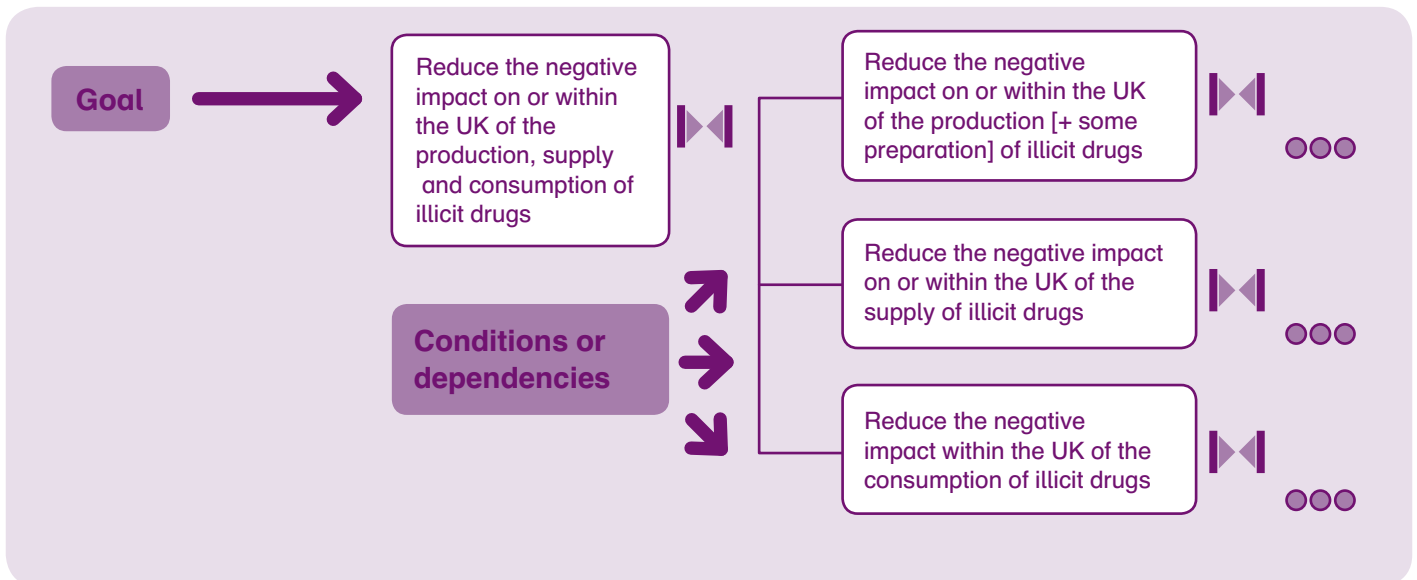 Goal
Reduce the negative
impact on or within
the UK of the
production, supply
and consumption of
illicit drugs
Conditions or
dependencies
Reduce the negative
impact on or within the UK
of the production [+ some
preparation] of illicit drugs
Reduce the negative impact
on or within the UK of the
supply of illicit drugs
Reduce the negative
impact within the UK of the
consumption of illicit drugs